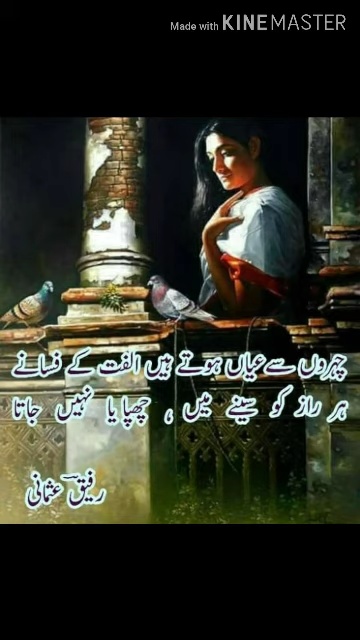 Made with KINEMASTER
چہروں سے عیاں ہوتے ہیں الفت کے فسانے
ہر راز کو سینے میں ، چھپایا نہیں جاتا
رفیق عثمانی